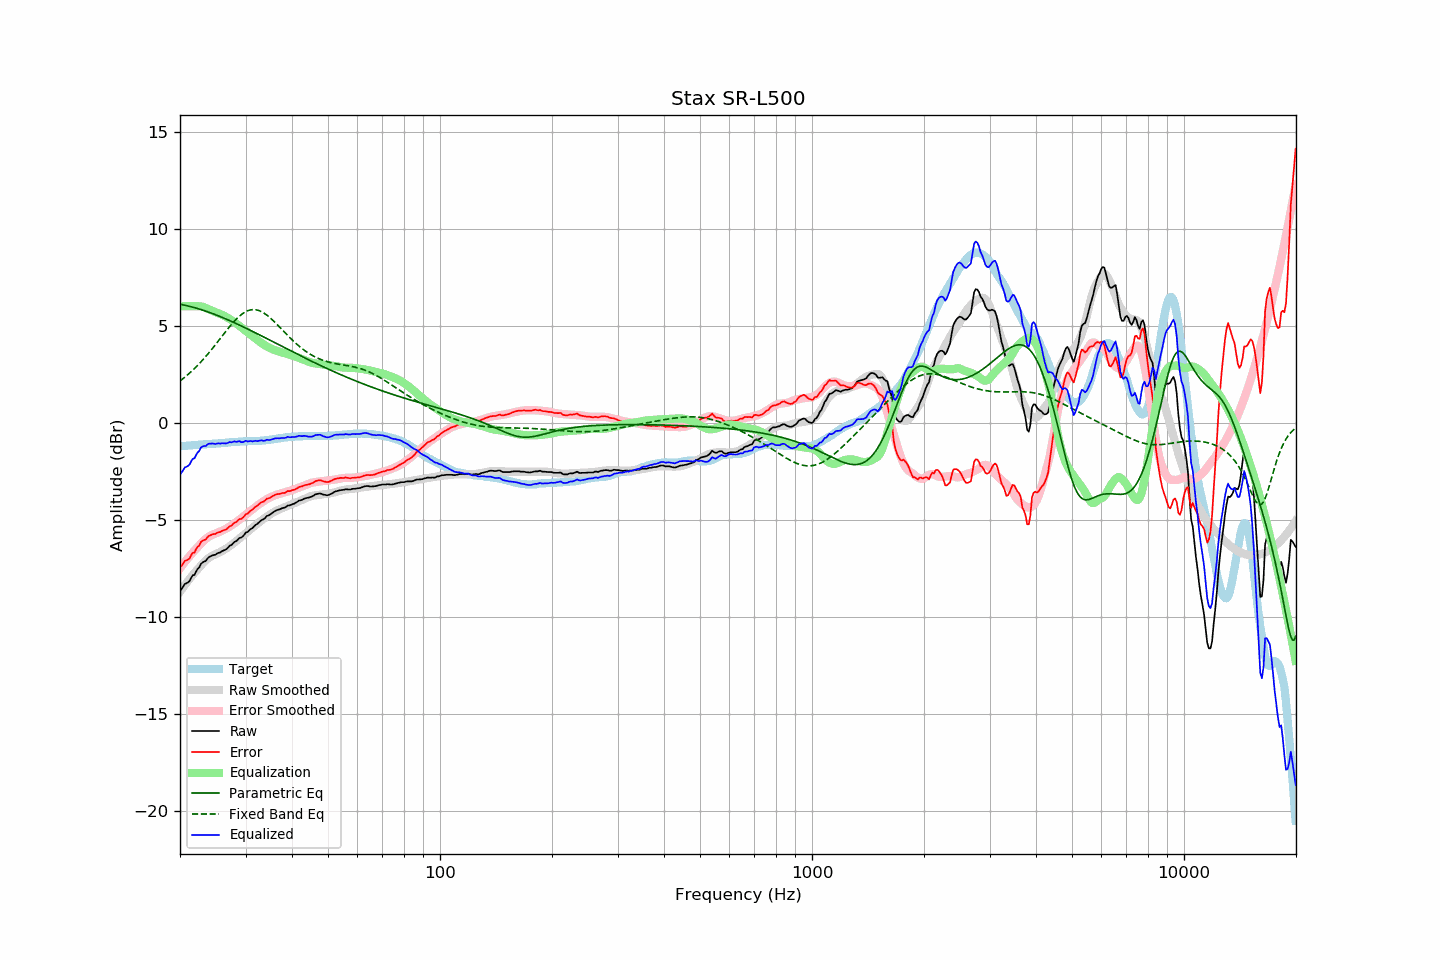 Stax SR-L500
15
10
5
0
−5
−10
−15
−20
Amplitude (dBr)
Target
Raw Smoothed
Error Smoothed
Raw
Error
Equalization
Parametric Eq
Fixed Band Eq
Equalized
100
1000
10000
Frequency (Hz)